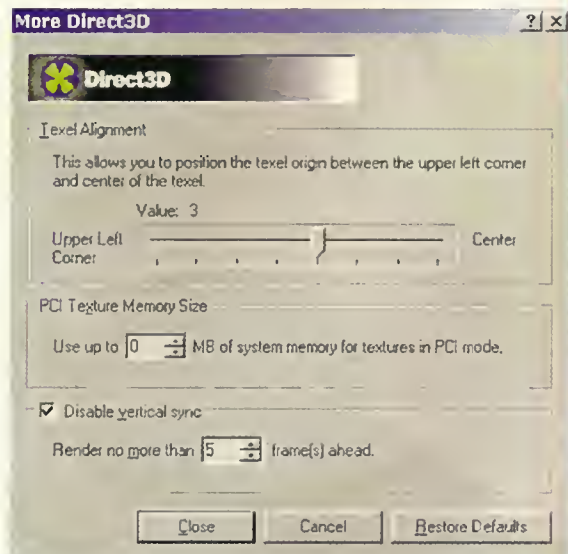 More Direct3D
Direct3D
Texel Alignment
This allows you to position the texel origin between the upper left corner
and center of the texel.
Value: 3
Upper Left
Corner
Center
PCI Texture Memory Size
Use up to 0 MB of system memory for textures in PCI mode.
Disable vertical sync
Render no more than 5 frame(s) ahead.
Close
Cancel
Restore Defaults